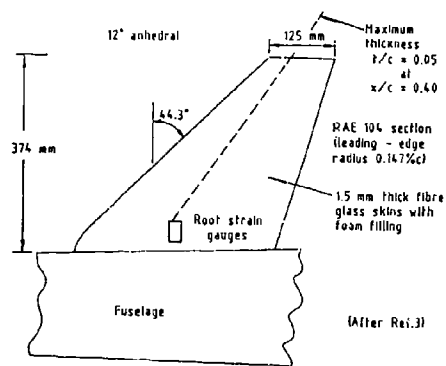 12° anhedral
125 mm
Maximum
thickness
t/c = 0.05
at
x/c = 0.40
44.3°
374 mm
RAE 104 section
(leading - edge
radius 0.147%c)
1.5 mm thick fibre
glass skins with
foam filling
Root strain
gauges
Fuselage
(After Ref.3)